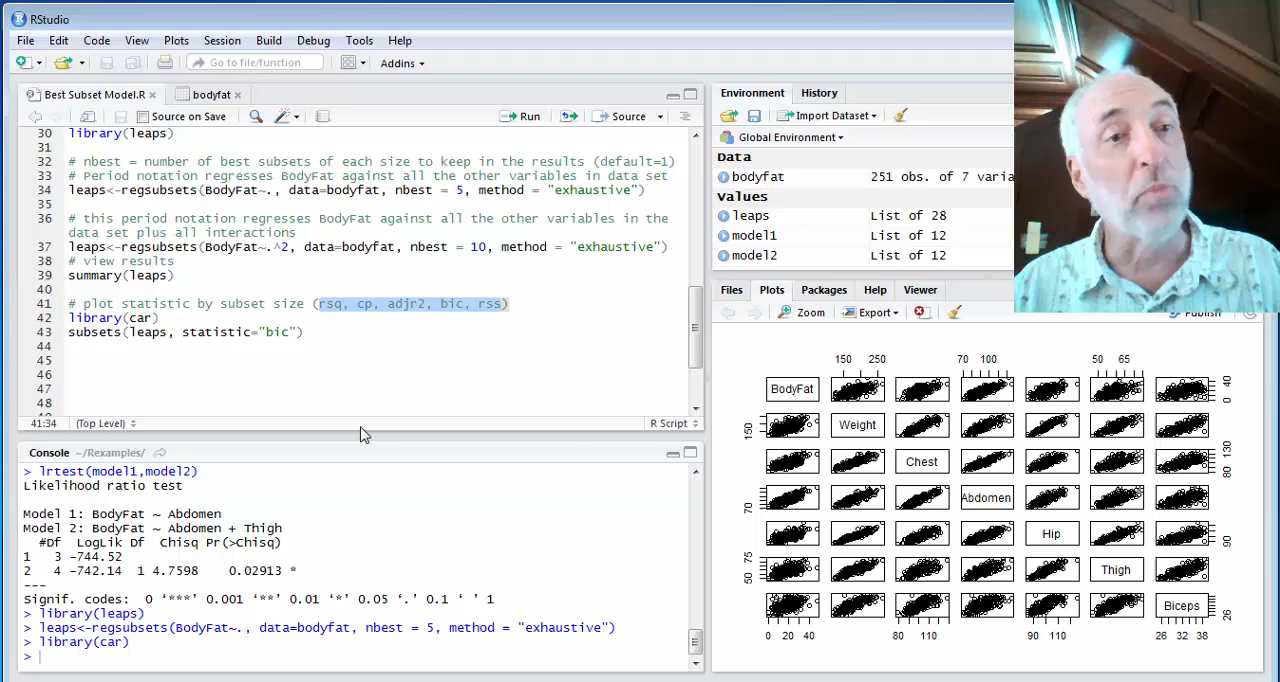 RStudio
File Edit Code View Plots Session Build Debug Tools Help
Go to file/function Addins
Best Subset Model.R bodyfat
Source on Save Run Source
30 library(leaps)
31
32 # nbest = number of best subsets of each size to keep in the results (default=1)
33 # Period notation regresses BodyFat against all the other variables in data set
34 leaps<-regsubsets(BodyFat~., data=bodyfat, nbest = 5, method = "exhaustive")
35
36 # this period notation regresses BodyFat against all the other variables in the
data set plus all interactions
37 leaps<-regsubsets(BodyFat~.^2, data=bodyfat, nbest = 10, method = "exhaustive")
38 # view results
39 summary(leaps)
40
41 # plot statistic by subset size (rsq, cp, adjr2, bic, rss)
42 library(car)
43 subsets(leaps, statistic="bic")
44
45
46
47
48
41:34 (Top Level) R Script
Console ~/Rexamples/
> lrtest(model1,model2)
Likelihood ratio test
Model 1: BodyFat ~ Abdomen
Model 2: BodyFat ~ Abdomen + Thigh
#Df LogLik Df Chisq Pr(>Chisq)
1 3 -744.52
2 4 -742.14 1 4.7598 0.02913 *
---
Signif. codes: 0 ‘***’ 0.001 ‘**’ 0.01 ‘*’ 0.05 ‘.’ 0.1 ‘ ’ 1
> library(leaps)
> leaps<-regsubsets(BodyFat~., data=bodyfat, nbest = 5, method = "exhaustive")
> library(car)
>
Environment History
Import Dataset
Global Environment
Data
bodyfat 251 obs. of 7 varia
Values
leaps List of 28
model1 List of 12
model2 List of 12
Files Plots Packages Help Viewer
Zoom Export Publish
150 250 70 100 50 65
BodyFat 0 40
150 Weight
Chest 80 130
70 Abdomen
Hip 90
50 75 Thigh
Biceps 26
0 20 40 80 110 90 110 26 32 38